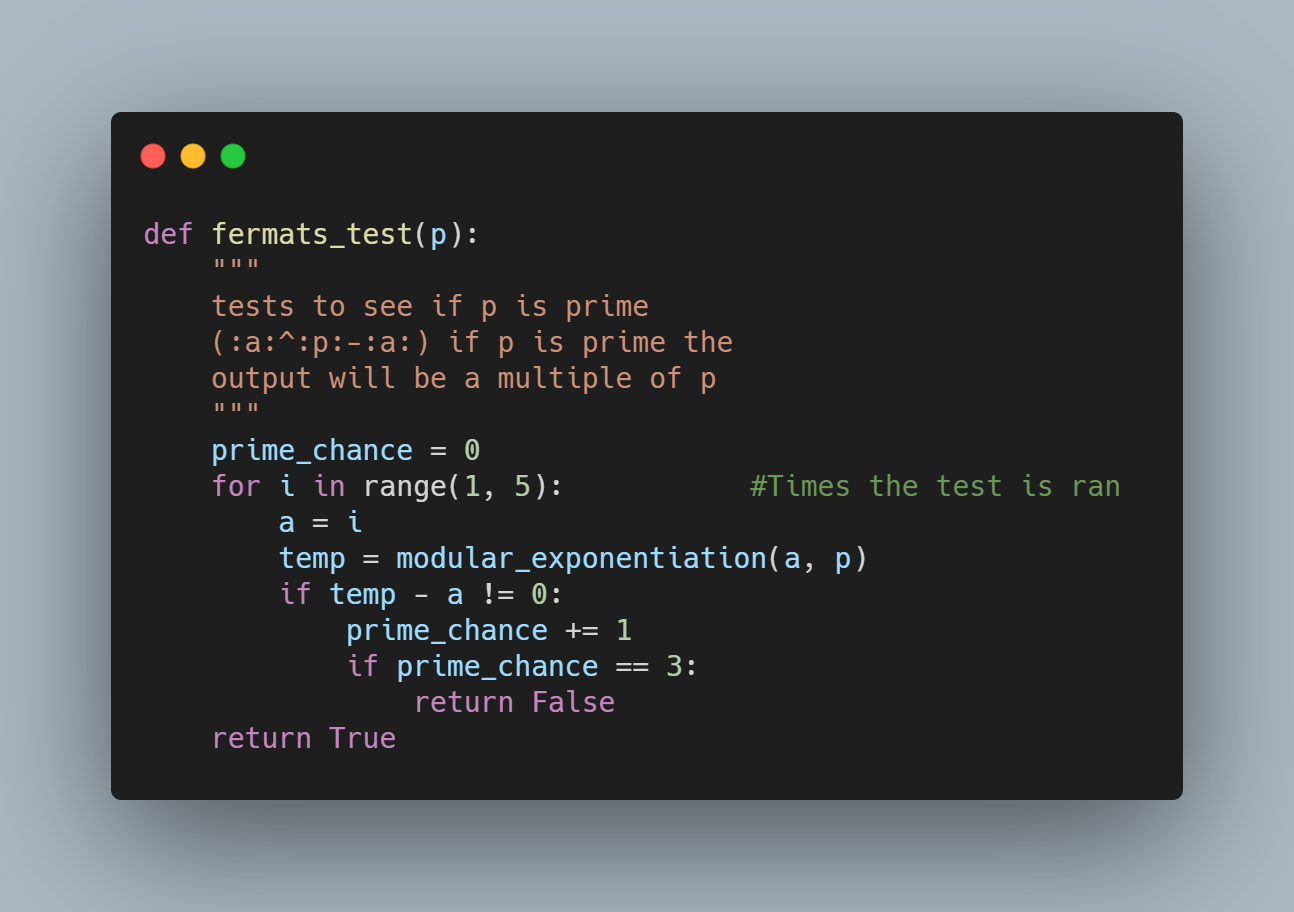 def fermats_test(p):
    """
    tests to see if p is prime
    (:a:^:p:-:a:) if p is prime the
    output will be a multiple of p
    """
    prime_chance = 0
    for i in range(1, 5):           #Times the test is ran
        a = i
        temp = modular_exponentiation(a, p)
        if temp - a != 0:
            prime_chance += 1
            if prime_chance == 3:
                return False
    return True